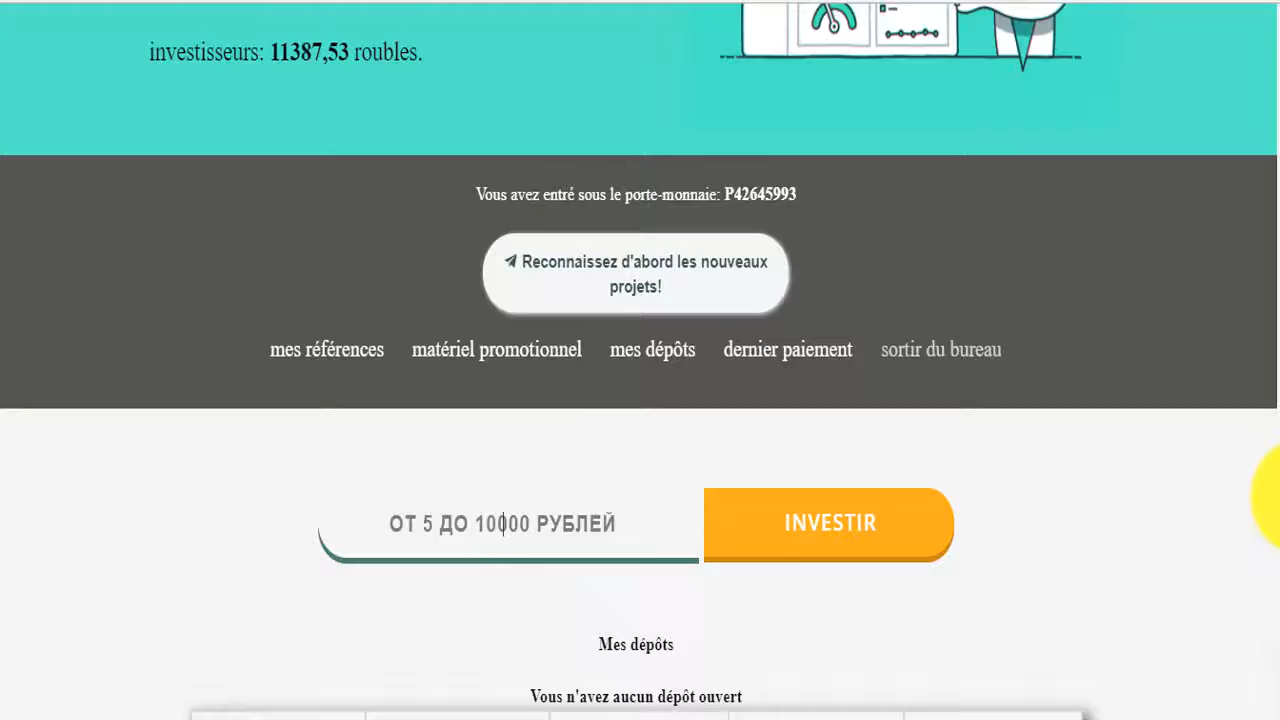 investisseurs: 11387,53 roubles.
Vous avez entré sous le porte-monnaie: P42645993
Reconnaissez d'abord les nouveaux
projets!
mes références matériel promotionnel mes dépôts dernier paiement sortir du bureau
ОТ 5 ДО 10000 РУБЛЕЙ
INVESTIR
Mes dépôts
Vous n'avez aucun dépôt ouvert